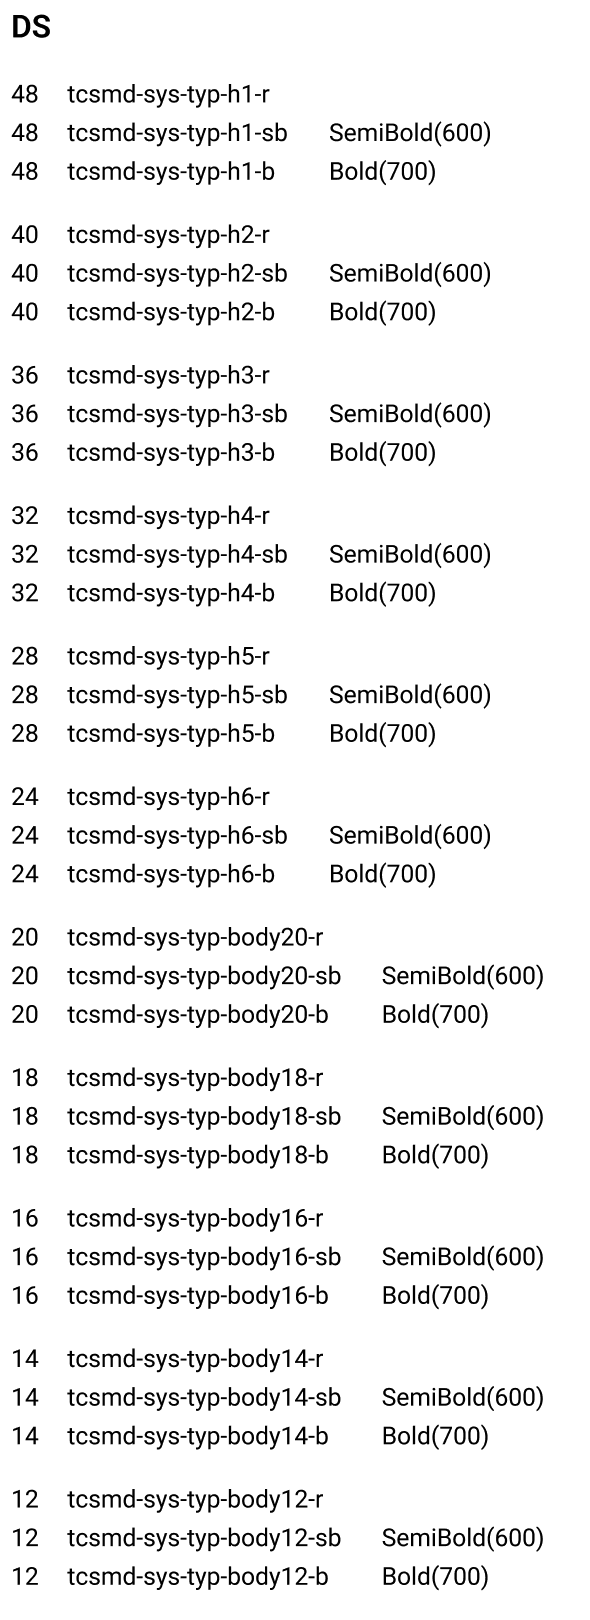 DS
48 tcsmd-sys-typ-h1-r
48 tcsmd-sys-typ-h1-sb SemiBold(600)
48 tcsmd-sys-typ-h1-b Bold(700)
40 tcsmd-sys-typ-h2-r
40 tcsmd-sys-typ-h2-sb SemiBold(600)
40 tcsmd-sys-typ-h2-b Bold(700)
36 tcsmd-sys-typ-h3-r
36 tcsmd-sys-typ-h3-sb SemiBold(600)
36 tcsmd-sys-typ-h3-b Bold(700)
32 tcsmd-sys-typ-h4-r
32 tcsmd-sys-typ-h4-sb SemiBold(600)
32 tcsmd-sys-typ-h4-b Bold(700)
28 tcsmd-sys-typ-h5-r
28 tcsmd-sys-typ-h5-sb SemiBold(600)
28 tcsmd-sys-typ-h5-b Bold(700)
24 tcsmd-sys-typ-h6-r
24 tcsmd-sys-typ-h6-sb SemiBold(600)
24 tcsmd-sys-typ-h6-b Bold(700)
20 tcsmd-sys-typ-body20-r
20 tcsmd-sys-typ-body20-sb SemiBold(600)
20 tcsmd-sys-typ-body20-b Bold(700)
18 tcsmd-sys-typ-body18-r
18 tcsmd-sys-typ-body18-sb SemiBold(600)
18 tcsmd-sys-typ-body18-b Bold(700)
16 tcsmd-sys-typ-body16-r
16 tcsmd-sys-typ-body16-sb SemiBold(600)
16 tcsmd-sys-typ-body16-b Bold(700)
14 tcsmd-sys-typ-body14-r
14 tcsmd-sys-typ-body14-sb SemiBold(600)
14 tcsmd-sys-typ-body14-b Bold(700)
12 tcsmd-sys-typ-body12-r
12 tcsmd-sys-typ-body12-sb SemiBold(600)
12 tcsmd-sys-typ-body12-b Bold(700)